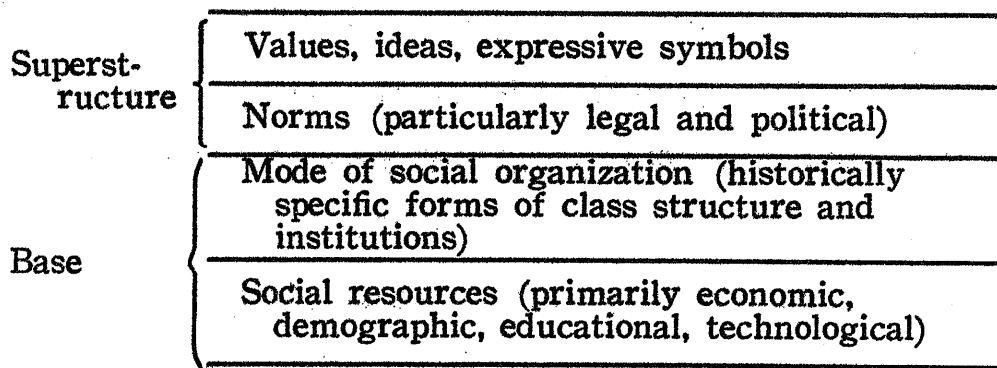 Superst-
ructure
Values, ideas, expressive symbols
Norms (particularly legal and political)
Base
Mode of social organization (historically
specific forms of class structure and
institutions)
Social resources (primarily economic,
demographic, educational, technological)